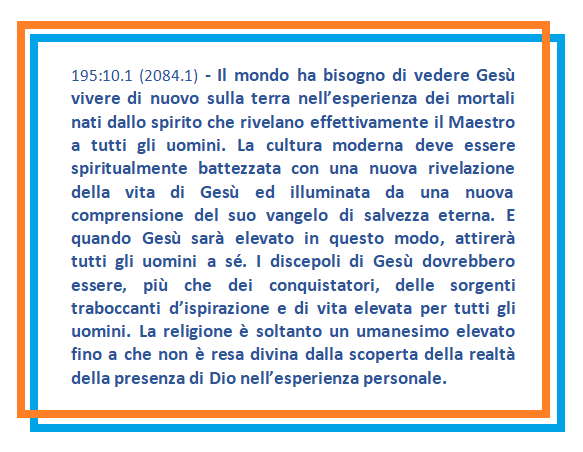 195:10.1 (2084.1) - Il mondo ha bisogno di vedere Gesù
vivere di nuovo sulla terra nell’esperienza dei mortali
nati dallo spirito che rivelano effettivamente il Maestro
a tutti gli uomini. La cultura moderna deve essere
spiritualmente battezzata con una nuova rivelazione
della vita di Gesù ed illuminata da una nuova
comprensione del suo vangelo di salvezza eterna. E
quando Gesù sarà elevato in questo modo, attirerà
tutti gli uomini a sé. I discepoli di Gesù dovrebbero
essere, più che dei conquistatori, delle sorgenti
traboccanti d’ispirazione e di vita elevata per tutti gli
uomini. La religione è soltanto un umanesimo elevato
fino a che non è resa divina dalla scoperta della realtà
della presenza di Dio nell’esperienza personale.